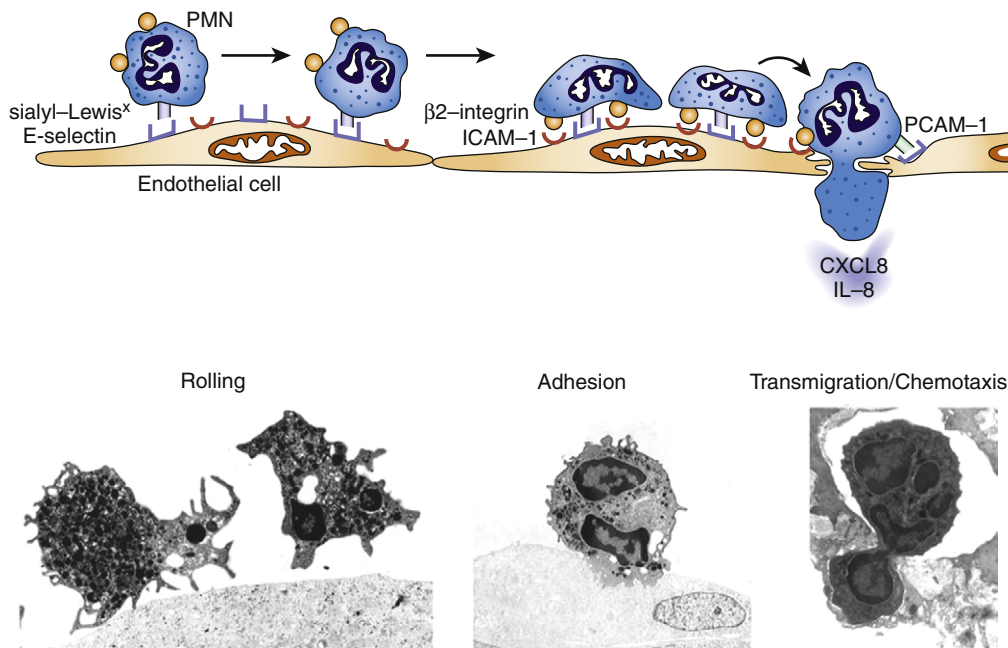 PMN
sialyl–Lewisˣ
E-selectin
Endothelial cell
β2–integrin
ICAM–1
PCAM–1
CXCL8
IL–8
Rolling
Adhesion
Transmigration/Chemotaxis